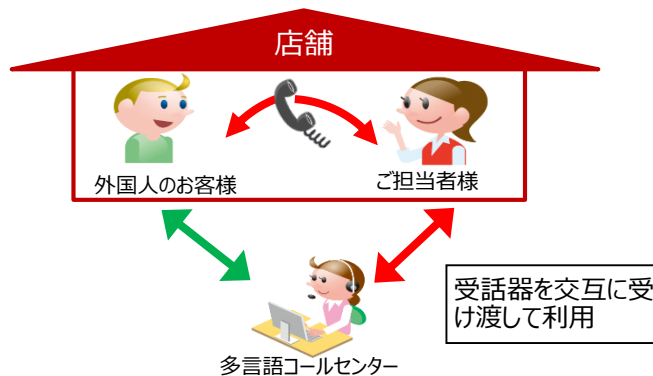 店舗
外国人のお客様
ご担当者様
受話器を交互に受
け渡して利用
多言語コールセンター